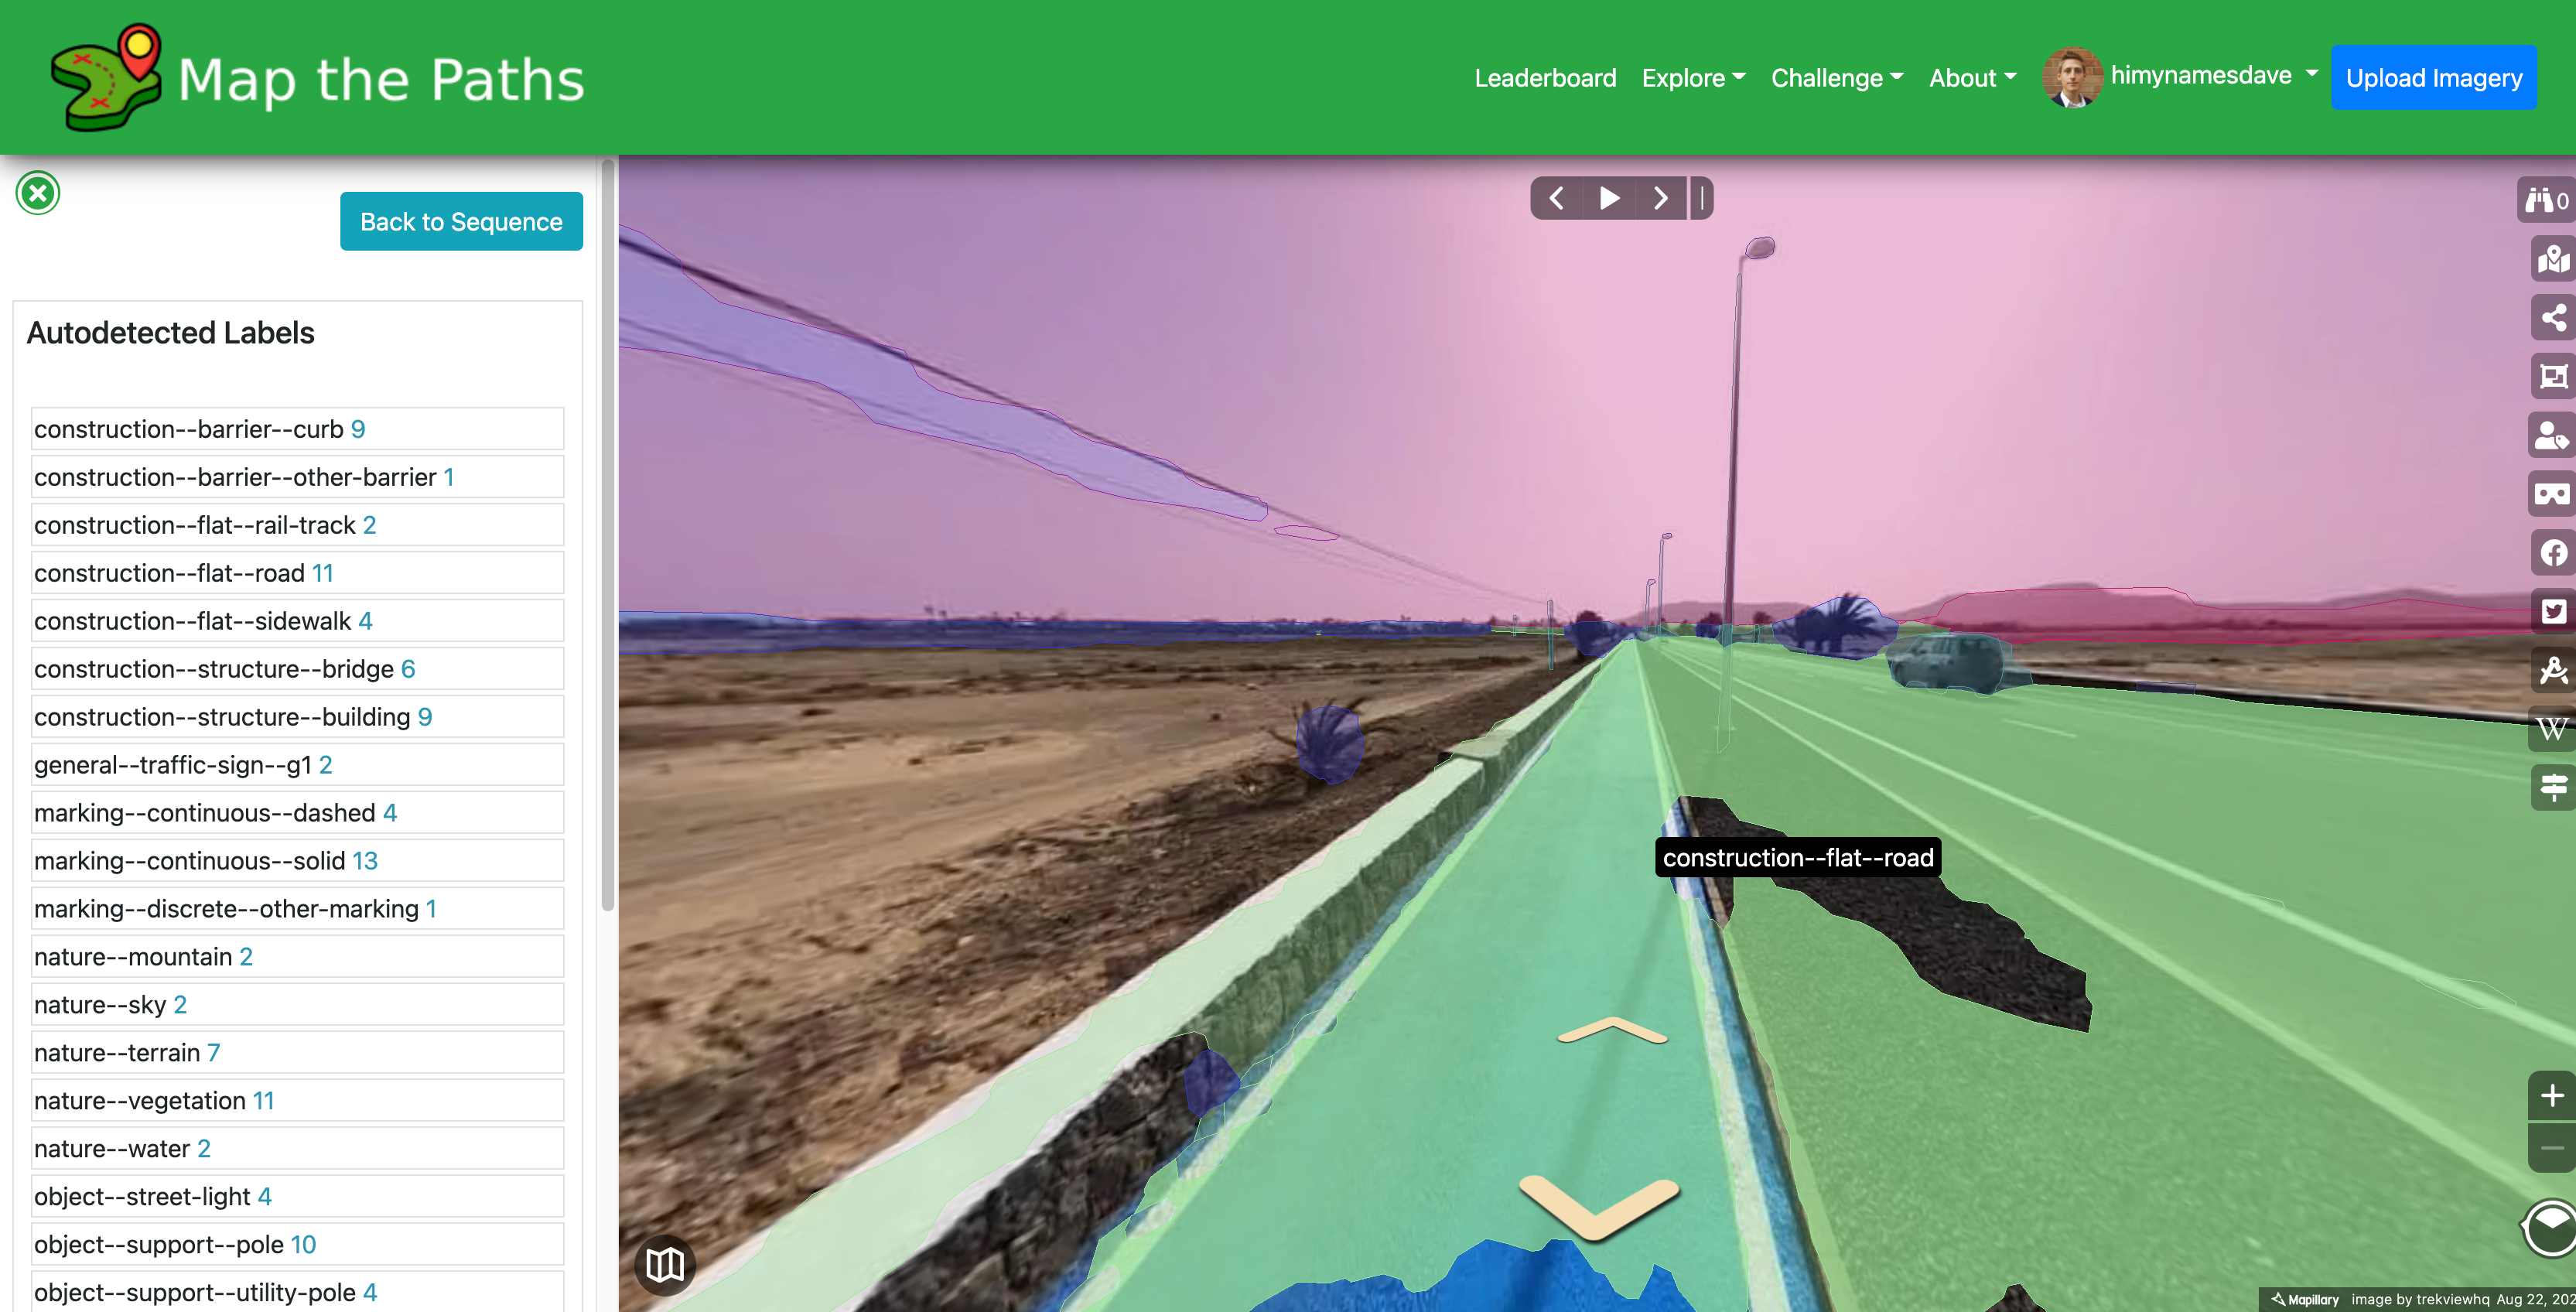 Map the Paths
Leaderboard Explore Challenge About himynamesdave Upload Imagery
Back to Sequence
0
Autodetected Labels
construction--barrier--curb 9
construction--barrier--other-barrier 1
construction--flat--rail-track 2
construction--flat--road 11
construction--flat--sidewalk 4
construction--structure--bridge 6
construction--structure--building 9
general--traffic-sign--g1 2
marking--continuous--dashed 4
marking--continuous--solid 13
marking--discrete--other-marking 1
nature--mountain 2
nature--sky 2
nature--terrain 7
nature--vegetation 11
nature--water 2
object--street-light 4
object--support--pole 10
object--support--utility-pole 4
construction--flat--road
W
Mapillary image by trekviewhq Aug 22, 202